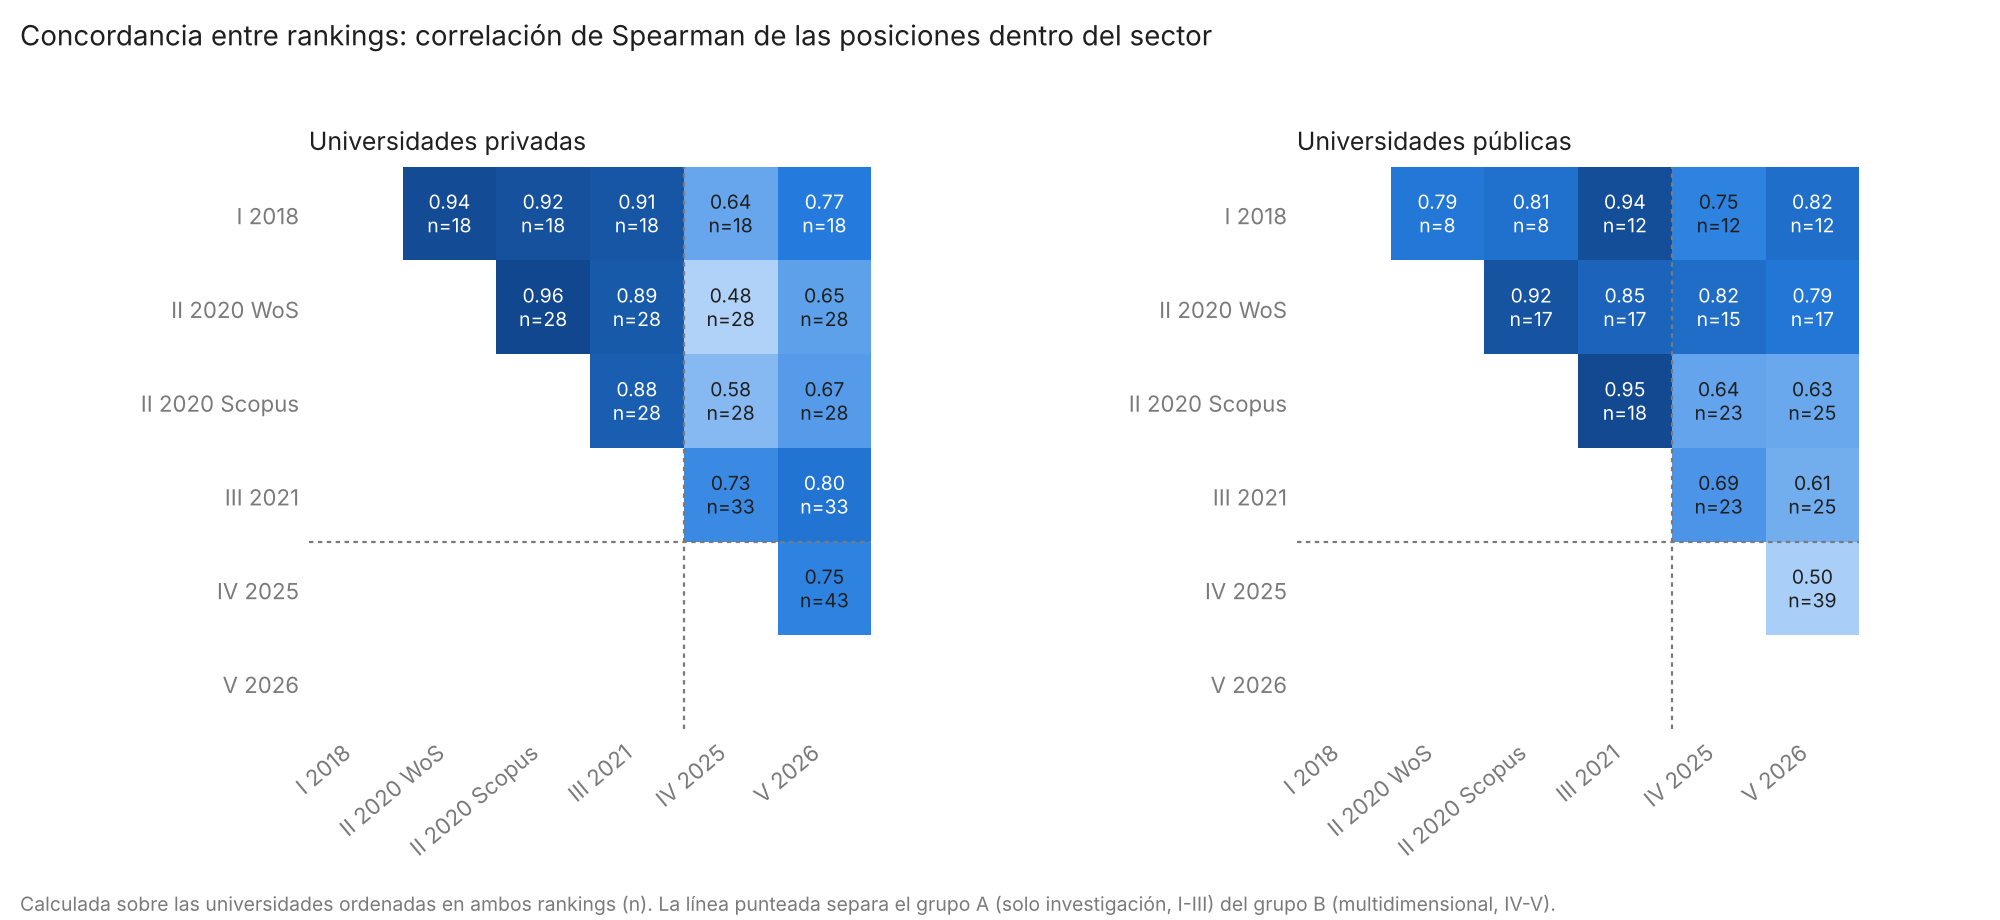 Concordancia entre rankings: correlación de Spearman de las posiciones dentro del sector
Universidades privadas
I 2018
0.94 0.92 0.91 0.64 0.77
n=18 n=18 n=18 n=18 n=18
II 2020 WoS
0.96 0.89 0.48 0.65
n=28 n=28 n=28 n=28
II 2020 Scopus
0.88 0.58 0.67
n=28 n=28 n=28
III 2021
0.73 0.80
n=33 n=33
IV 2025
0.75
n=43
V 2026
I 2018
II 2020 WoS
II 2020 Scopus
III 2021
IV 2025
V 2026
Universidades públicas
I 2018
0.79 0.81 0.94 0.75 0.82
n=8 n=8 n=12 n=12 n=12
II 2020 WoS
0.92 0.85 0.82 0.79
n=17 n=17 n=15 n=17
II 2020 Scopus
0.95 0.64 0.63
n=18 n=23 n=25
III 2021
0.69 0.61
n=23 n=25
IV 2025
0.50
n=39
V 2026
I 2018
II 2020 WoS
II 2020 Scopus
III 2021
IV 2025
V 2026
Calculada sobre las universidades ordenadas en ambos rankings (n). La línea punteada separa el grupo A (solo investigación, I-III) del grupo B (multidimensional, IV-V).